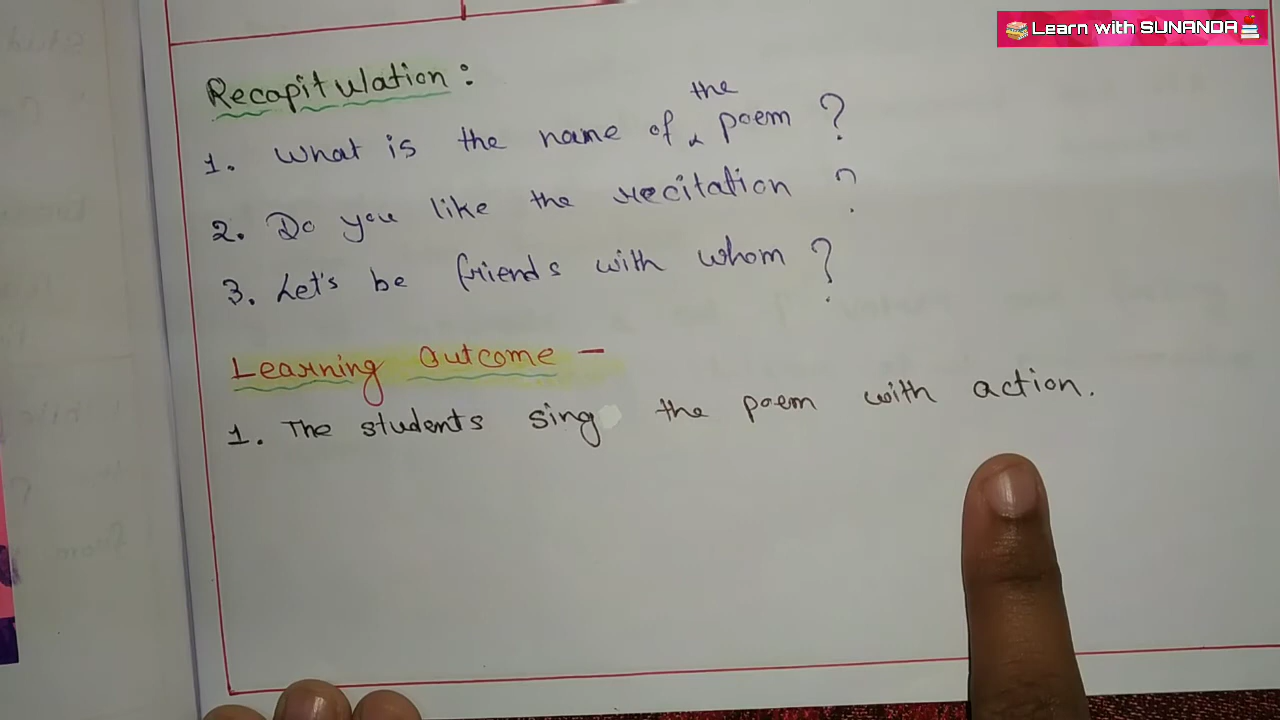 Learn with SUNANDA
Recapitulation :
1. What is the name of the poem ?
2. Do you like the recitation ?
3. Let's be friends with whom ?
Learning outcome –
1. The students sing the poem with action.